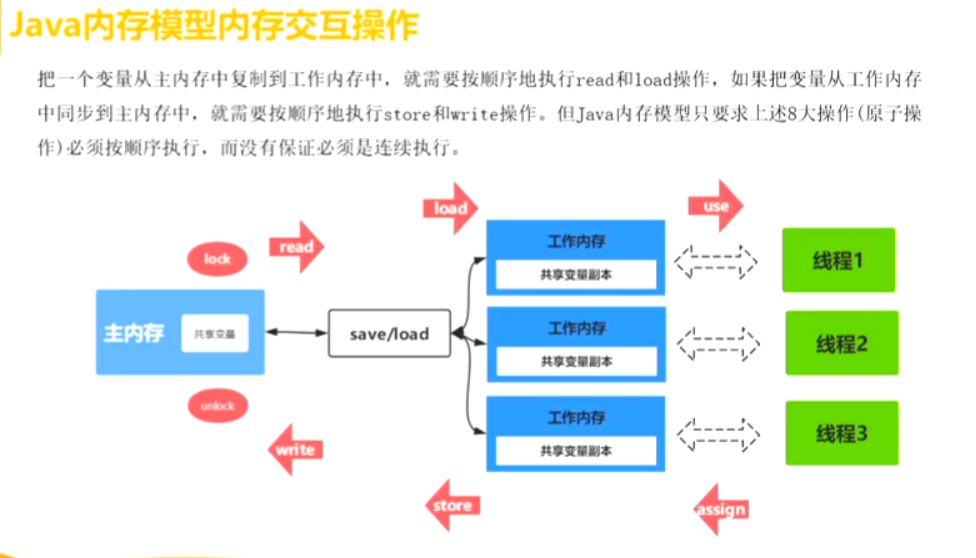 Java内存模型内存交互操作
把一个变量从主内存中复制到工作内存中，就需要按顺序地执行read和load操作，如果把变量从工作内存
中同步到主内存中，就需要按顺序地执行store和write操作。但Java内存模型只要求上述8大操作(原子操
作)必须按顺序执行，而没有保证必须是连续执行。
load
use
read
lock
工作内存
共享变量副本
线程1
主内存
共享变量
save/load
工作内存
共享变量副本
线程2
unlock
工作内存
共享变量副本
线程3
write
store
assign